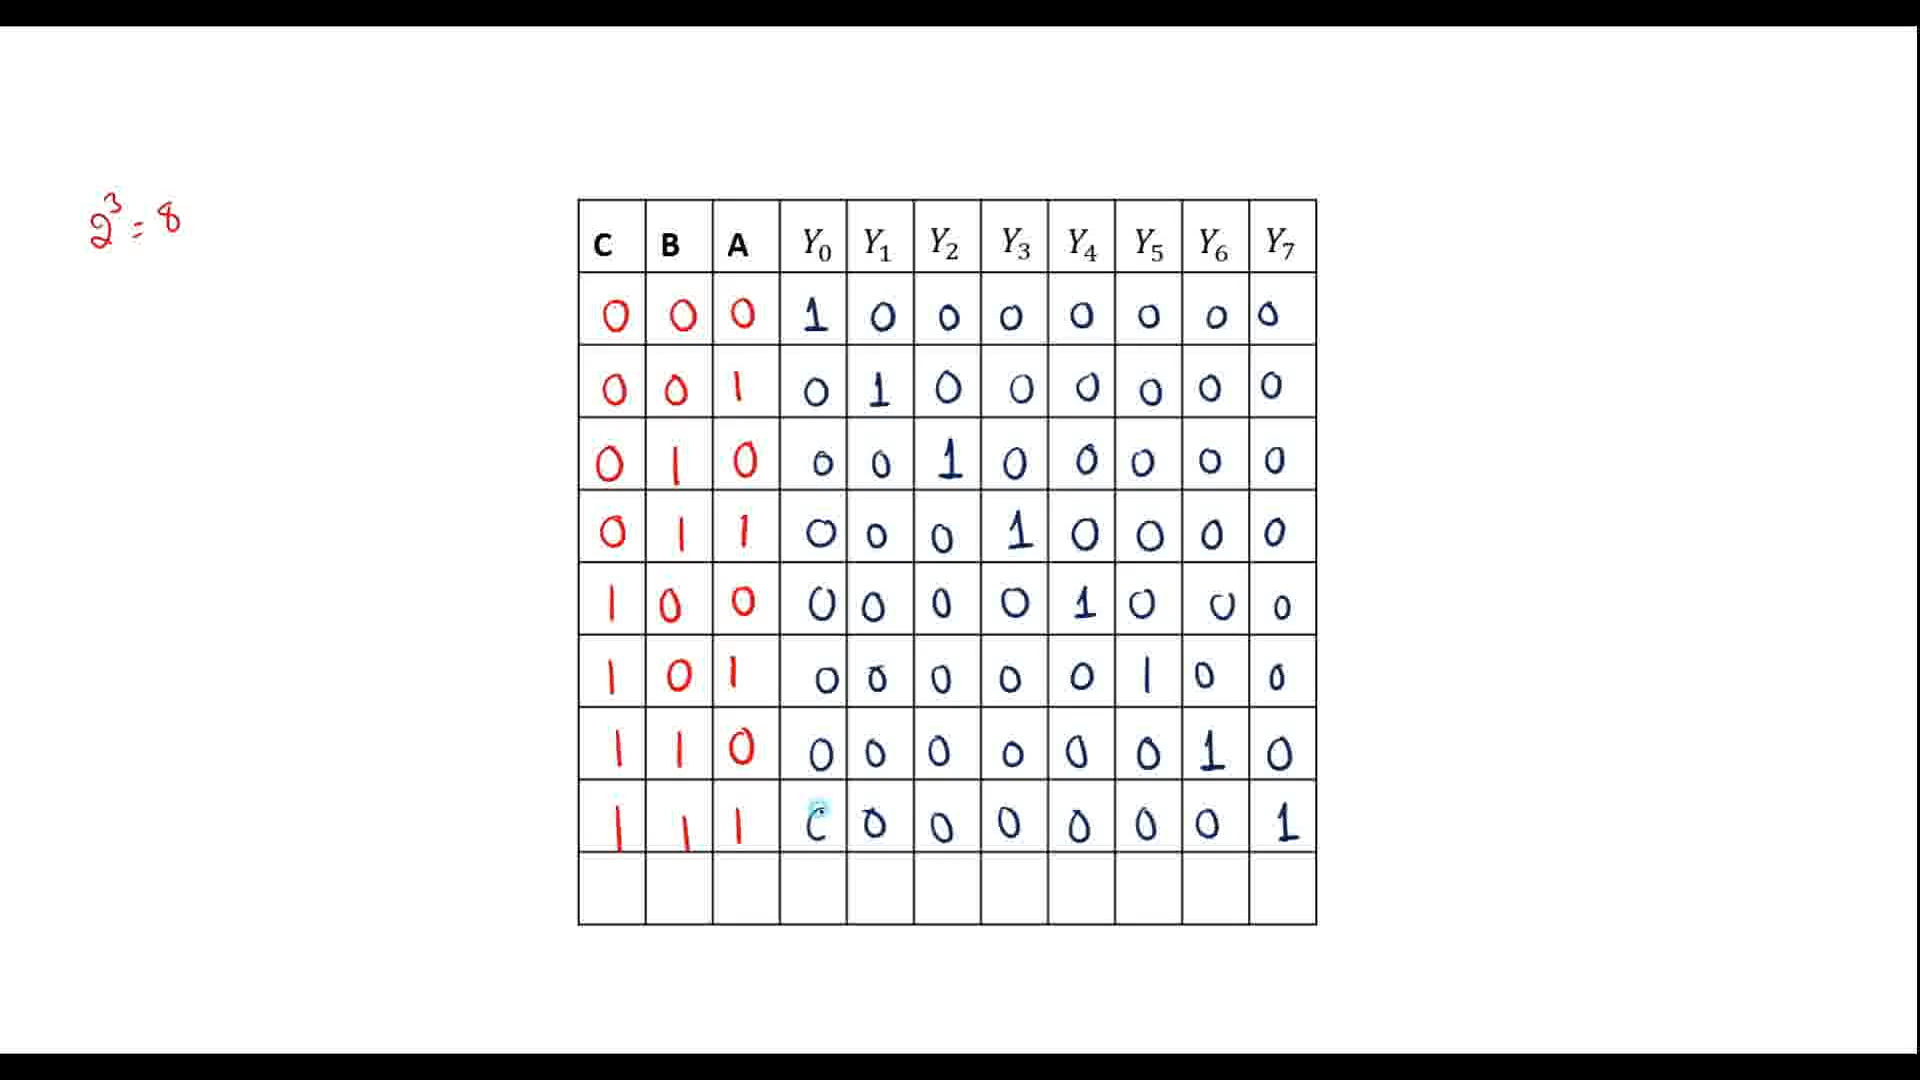 2³ = 8
C B A Y₀ Y₁ Y₂ Y₃ Y₄ Y₅ Y₆ Y₇
0 0 0 1 0 0 0 0 0 0 0
0 0 1 0 1 0 0 0 0 0 0
0 1 0 0 0 1 0 0 0 0 0
0 1 1 0 0 0 1 0 0 0 0
1 0 0 0 0 0 0 1 0 0 0
1 0 1 0 0 0 0 0 1 0 0
1 1 0 0 0 0 0 0 0 1 0
1 1 1 0 0 0 0 0 0 1